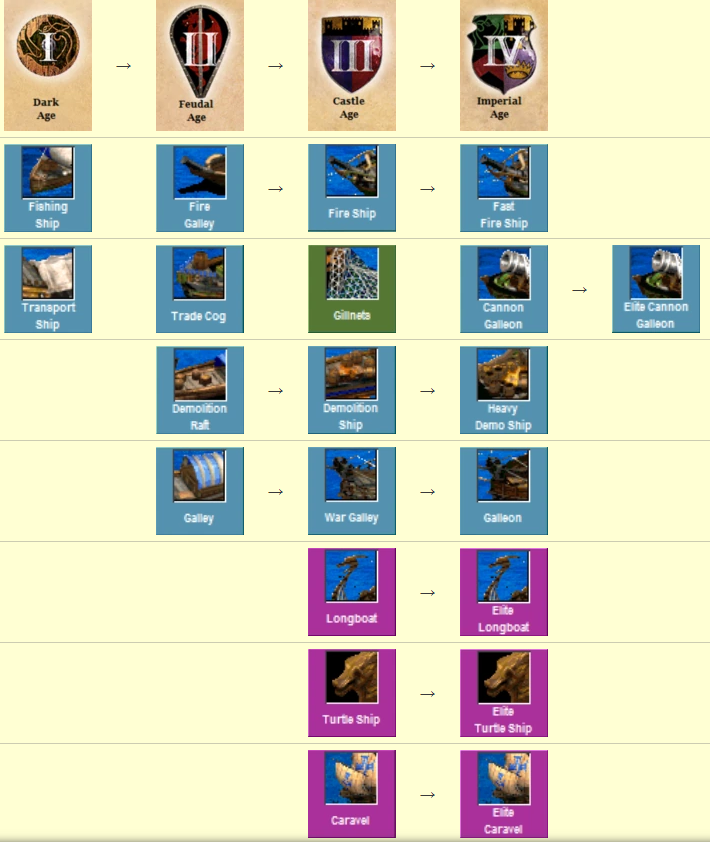 I
II
III
IV
Dark
Age
→
Feudal
Age
→
Castle
Age
→
Imperial
Age
Fishing
Ship
Fire
Galley
→
Fire Ship
→
Fast
Fire Ship
Transport
Ship
Trade Cog
Gillnets
Cannon
Galleon
→
Elite Cannon
Galleon
Demolition
Raft
→
Demolition
Ship
→
Heavy
Demo Ship
Galley
→
War Galley
→
Galleon
Longboat
→
Elite
Longboat
Turtle Ship
→
Elite
Turtle Ship
Caravel
→
Elite
Caravel